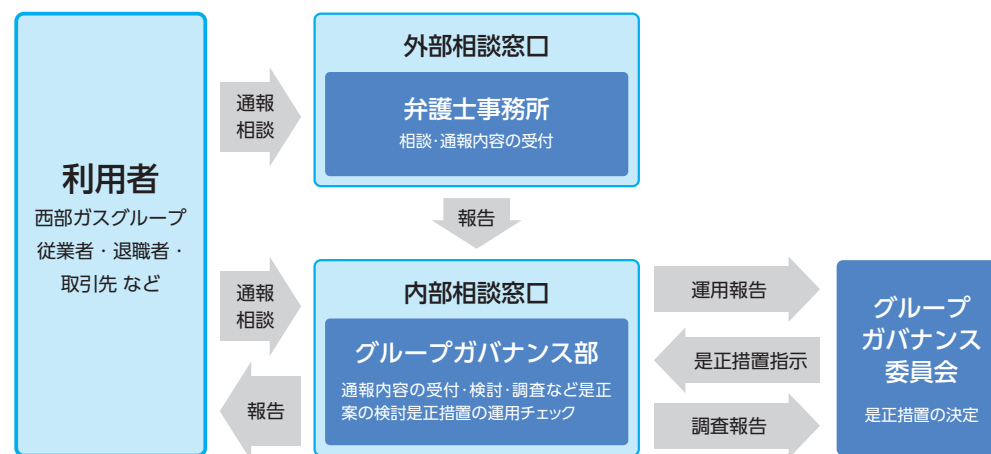 利用者
西部ガスグループ
従業者・退職者・
取引先 など
通報
相談
外部相談窓口
弁護士事務所
相談・通報内容の受付
報告
通報
相談
報告
内部相談窓口
グループガバナンス部
通報内容の受付・検討・調査など是正
案の検討是正措置の運用チェック
運用報告
是正措置指示
調査報告
グループ
ガバナンス
委員会
是正措置の決定